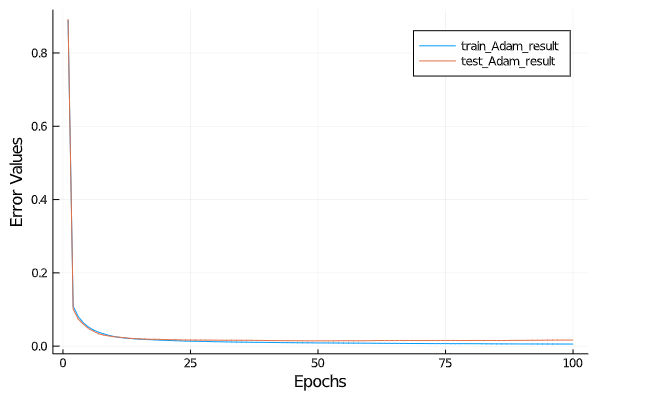 train_Adam_result
test_Adam_result
0.8
0.6
0.4
0.2
0.0
0 25 50 75 100
Error Values
Epochs